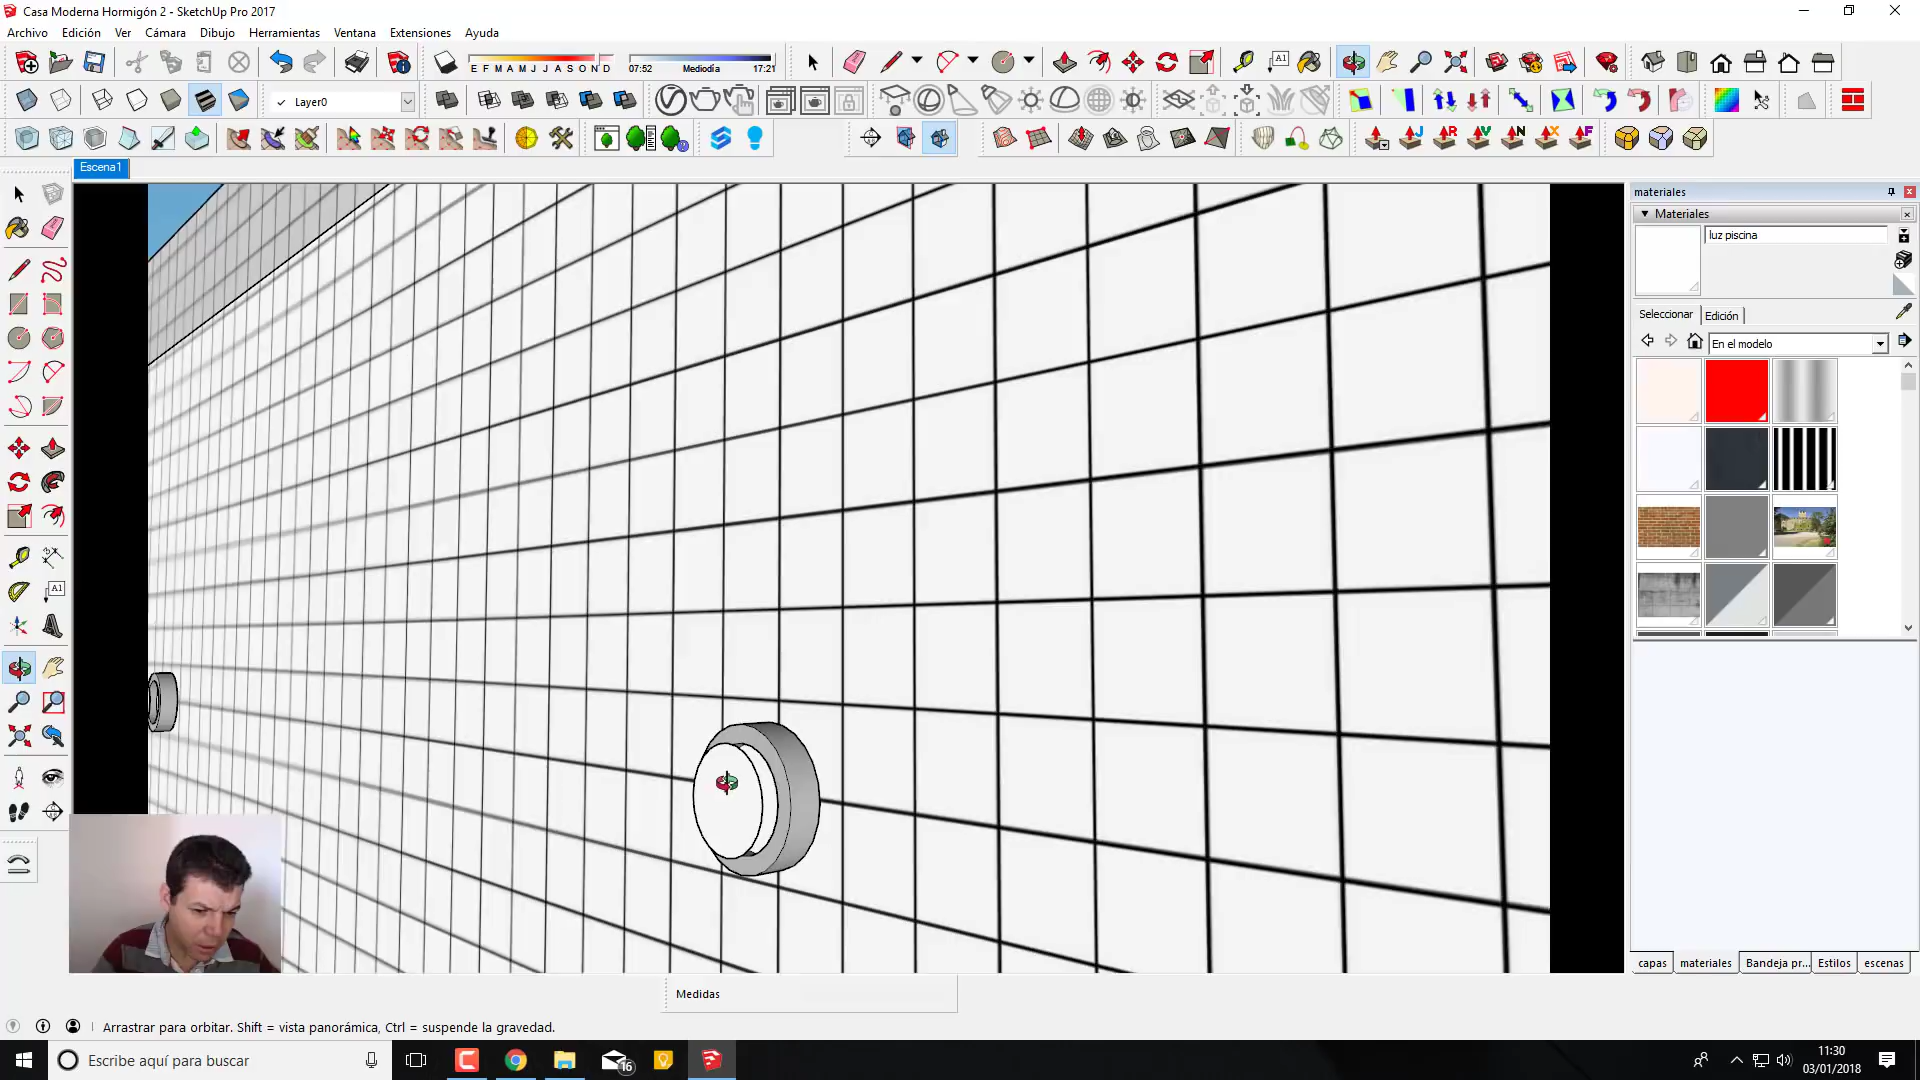 Casa Moderna Hormigón 2 - SketchUp Pro 2017
Archivo Edición Ver Cámara Dibujo Herramientas Ventana Extensiones Ayuda
E F M A M J J A S O N D
07:52 Mediodía 17:21
A1
✓ Layer0
J R V N X F
Escena1
materiales
Materiales
luz piscina
Seleccionar Edición
En el modelo
A1
capas materiales Bandeja pr... Estilos escenas
Medidas
Arrastrar para orbitar. Shift = vista panorámica, Ctrl = suspende la gravedad.
Escribe aquí para buscar
16
11:30
03/01/2018